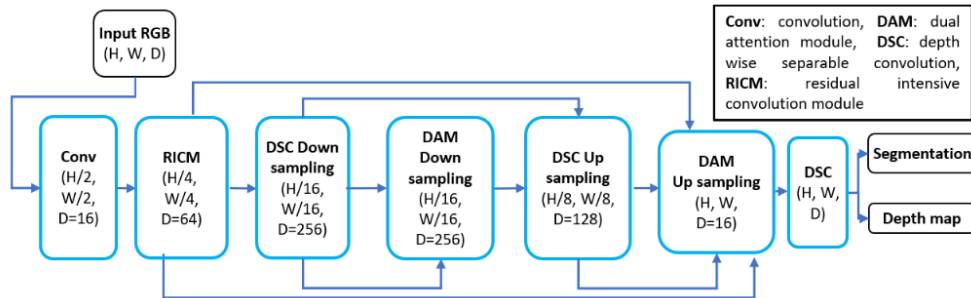 Input RGB
(H, W, D)
Conv: convolution, DAM: dual
attention module, DSC: depth
wise separable convolution,
RICM: residual intensive
convolution module
Conv
(H/2,
W/2,
D=16)
RICM
(H/4,
W/4,
D=64)
DSC Down
sampling
(H/16,
W/16,
D=256)
DAM
Down
sampling
(H/16,
W/16,
D=256)
DSC Up
sampling
(H/8, W/8,
D=128)
DAM
Up sampling
(H, W,
D=16)
DSC
(H, W,
D)
Segmentation
Depth map